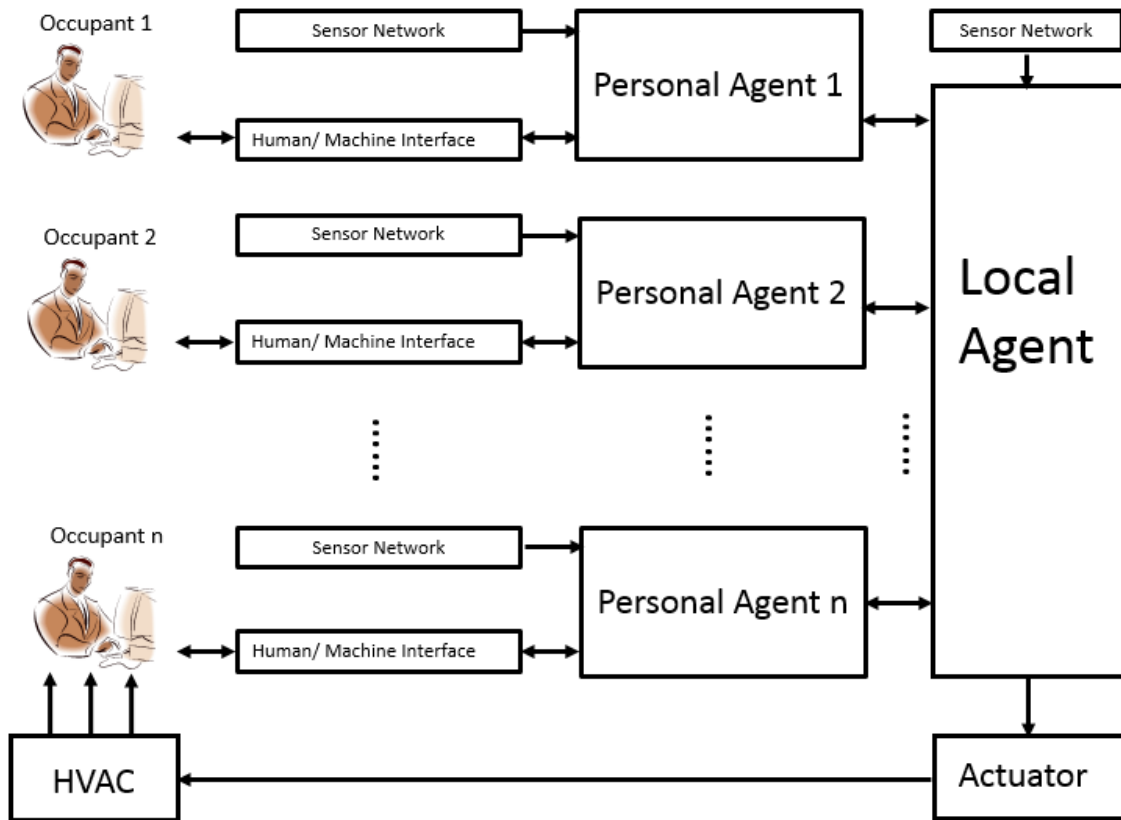 Occupant 1
Sensor Network
Personal Agent 1
Sensor Network
Human/ Machine Interface
Occupant 2
Sensor Network
Personal Agent 2
Human/ Machine Interface
Local
Agent
Occupant n
Sensor Network
Personal Agent n
Human/ Machine Interface
HVAC
Actuator